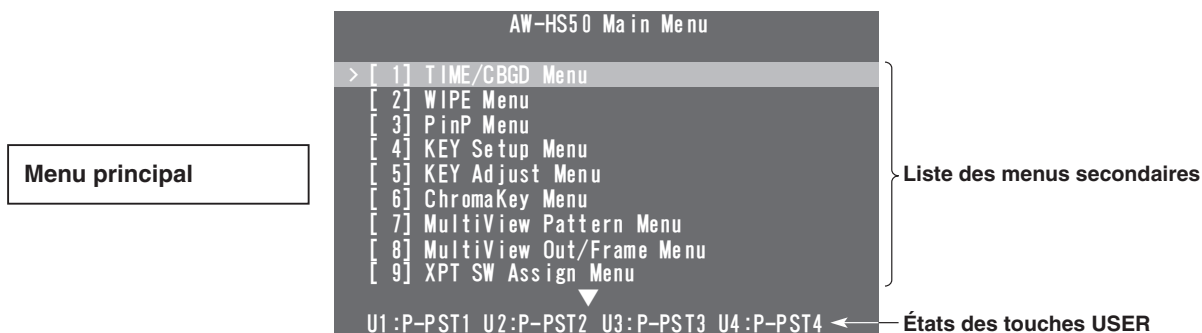 AW-HS50 Main Menu
> [ 1] TIME/CBGD Menu
[ 2] WIPE Menu
[ 3] PinP Menu
[ 4] KEY Setup Menu
Menu principal
[ 5] KEY Adjust Menu
Liste des menus secondaires
[ 6] ChromaKey Menu
[ 7] MultiView Pattern Menu
[ 8] MultiView Out/Frame Menu
[ 9] XPT SW Assign Menu
U1:P-PST1 U2:P-PST2 U3:P-PST3 U4:P-PST4
États des touches USER